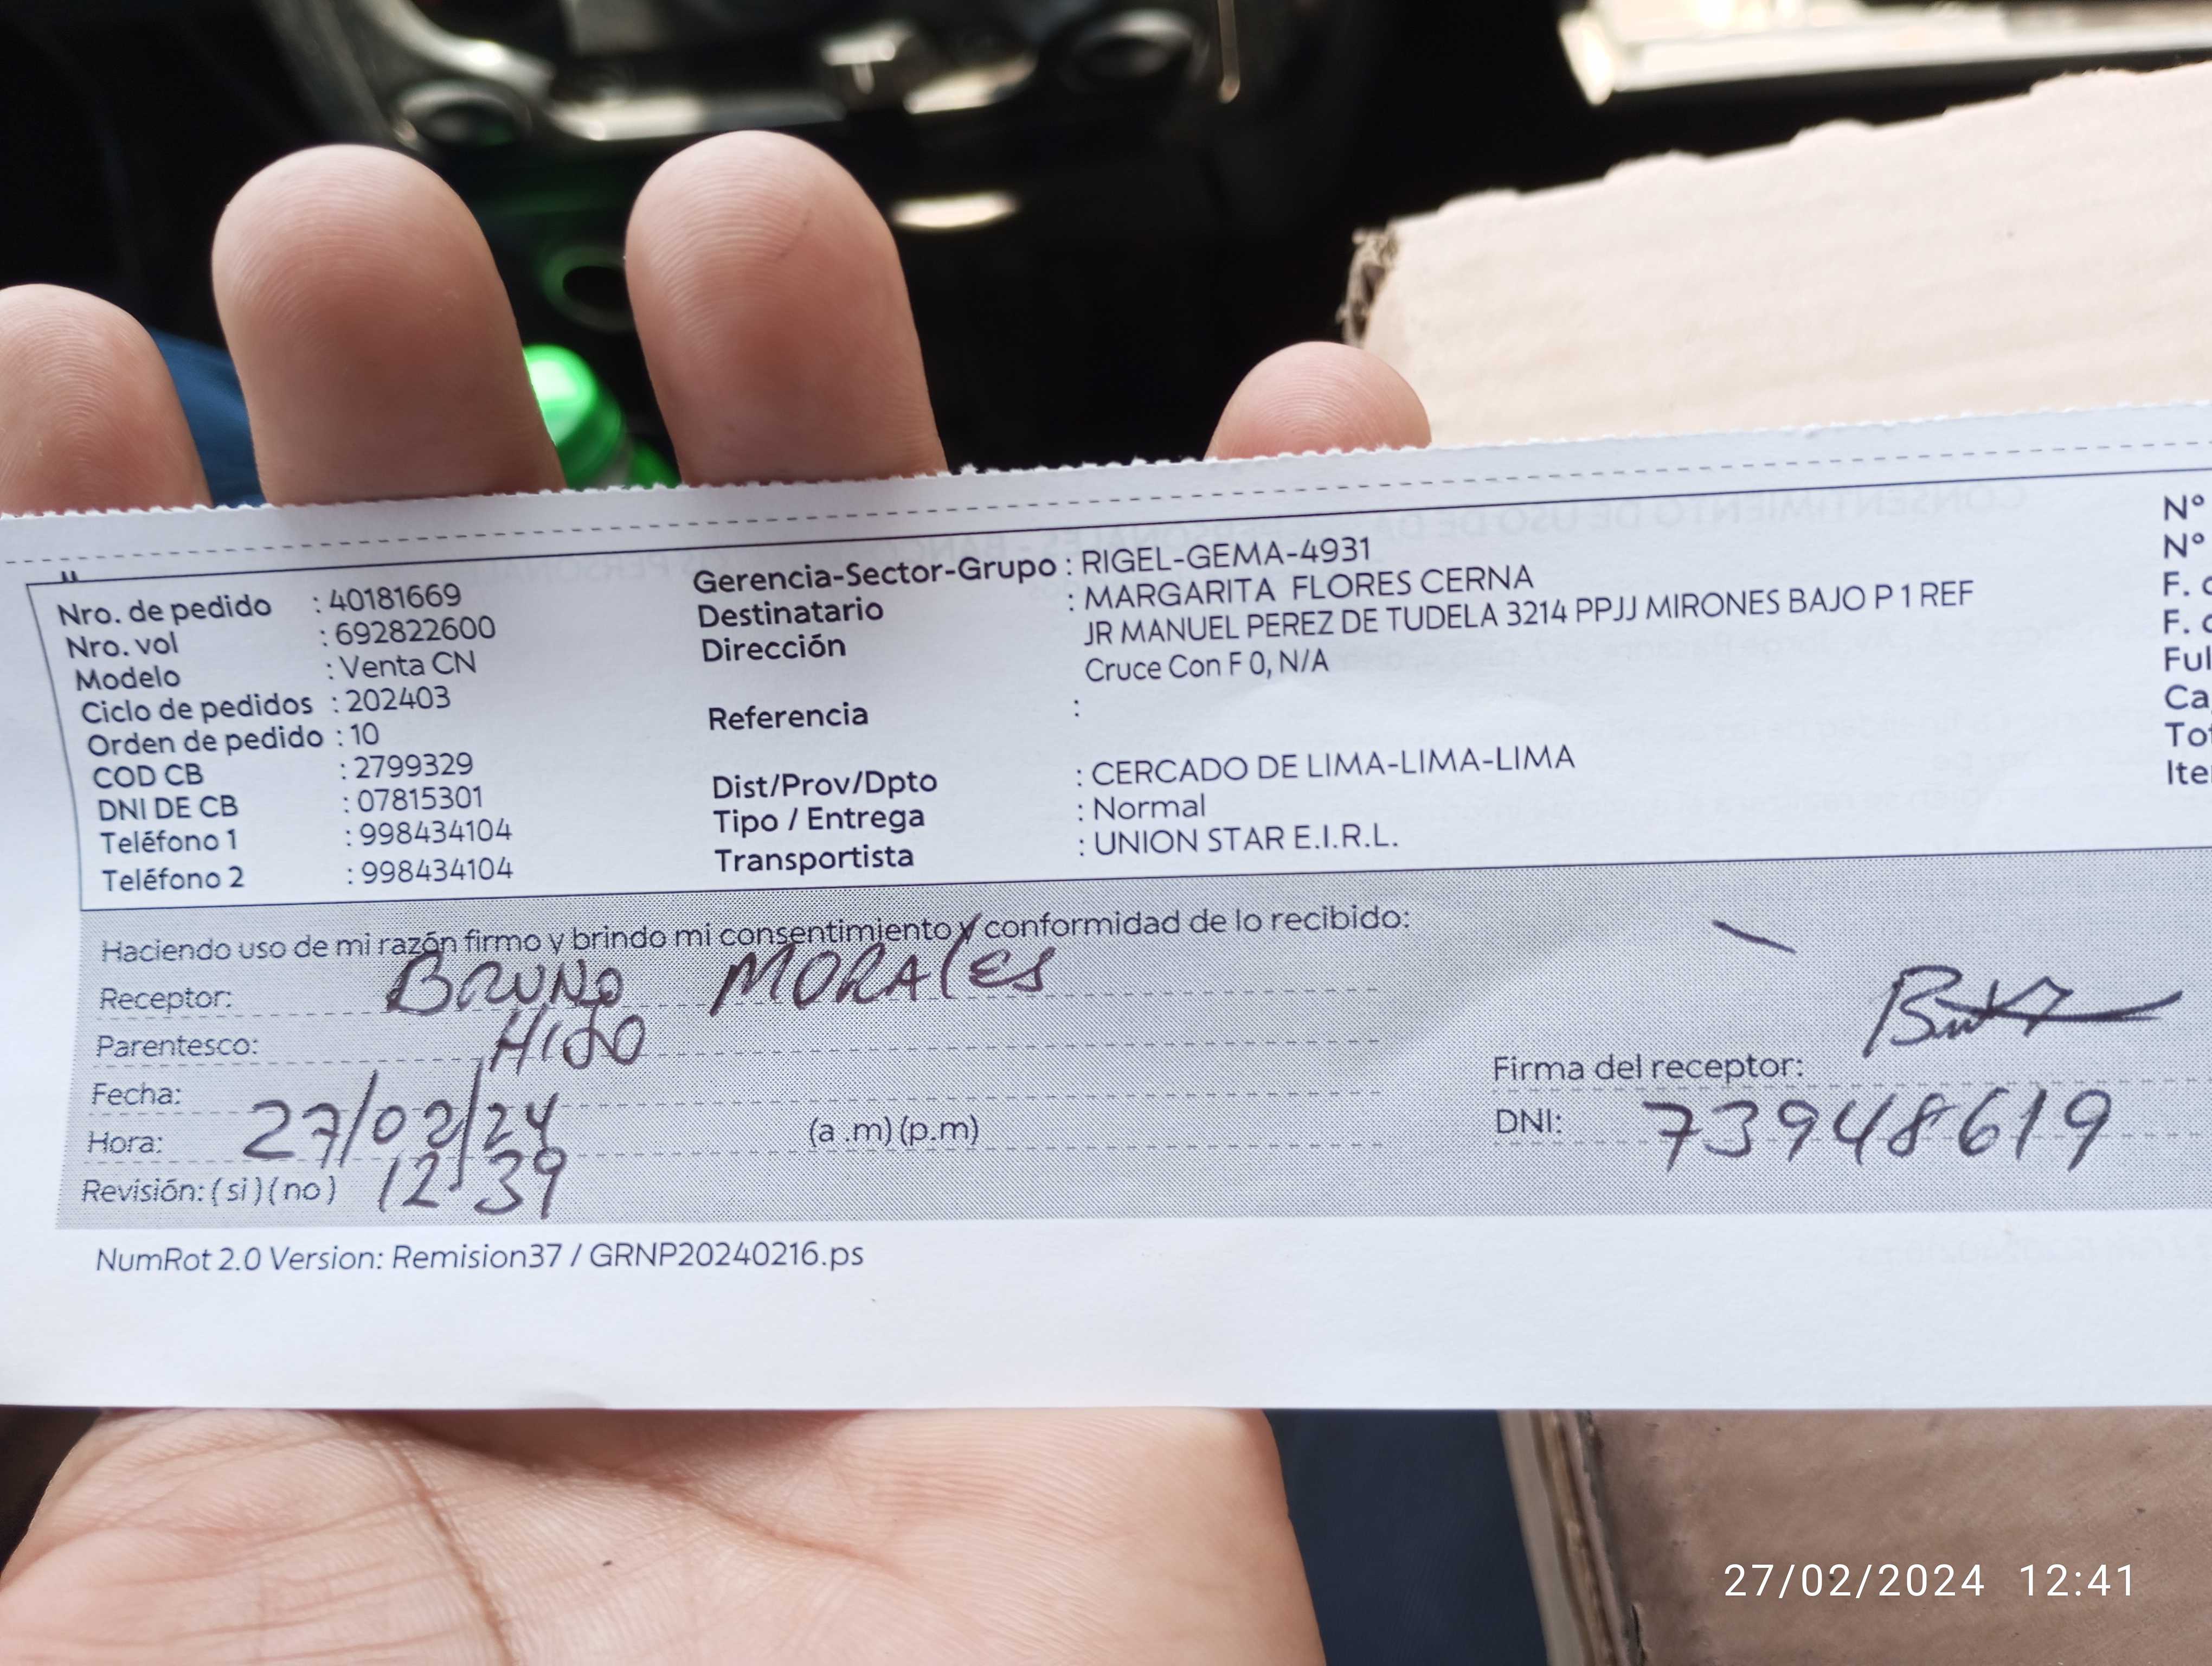 Nro. de pedido : 40181669
Nro. vol : 692822600
Modelo : Venta CN
Ciclo de pedidos : 202403
Orden de pedido : 10
COD CB : 2799329
DNI DE CB : 07815301
Teléfono 1 : 998434104
Teléfono 2 : 998434104
Gerencia-Sector-Grupo : RIGEL-GEMA-4931
Destinatario : MARGARITA FLORES CERNA
Dirección JR MANUEL PEREZ DE TUDELA 3214 PPJJ MIRONES BAJO P 1 REF
Cruce Con F 0, N/A
Referencia :
Dist/Prov/Dpto : CERCADO DE LIMA-LIMA-LIMA
Tipo / Entrega : Normal
Transportista : UNION STAR E.I.R.L.
N°
N°
F.
F.
Haciendo uso de mi razón firmo y brindo mi consentimiento y conformidad de lo recibido:
Receptor: BRUNO MORALES
Parentesco: HIJO
Fecha: 27/02/24
Hora: 12 39 (a .m) (p.m)
Revisión: ( si ) ( no )
Firma del receptor:
DNI: 73948619
NumRot 2.0 Version: Remision37 / GRNP20240216.ps
27/02/2024 12:41